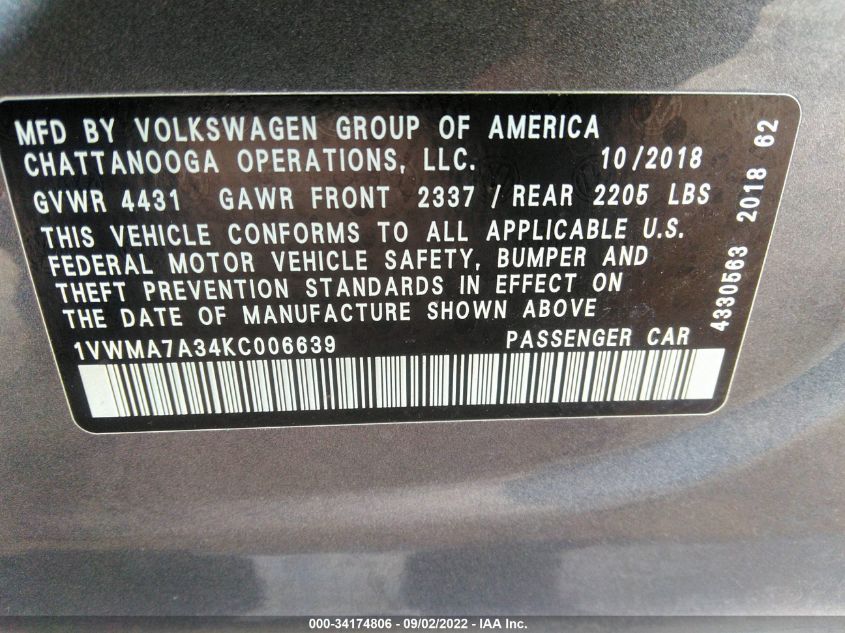 MFD BY VOLKSWAGEN GROUP OF AMERICA
CHATTANOOGA OPERATIONS, LLC. 10/2018
GVWR 4431 GAWR FRONT 2337 / REAR 2205 LBS
THIS VEHICLE CONFORMS TO ALL APPLICABLE U.S.
FEDERAL MOTOR VEHICLE SAFETY, BUMPER AND
THEFT PREVENTION STANDARDS IN EFFECT ON
THE DATE OF MANUFACTURE SHOWN ABOVE
1VWMA7A34KC006639 PASSENGER CAR
4330563 2018 62
000-34174806 - 09/02/2022 - IAA Inc.